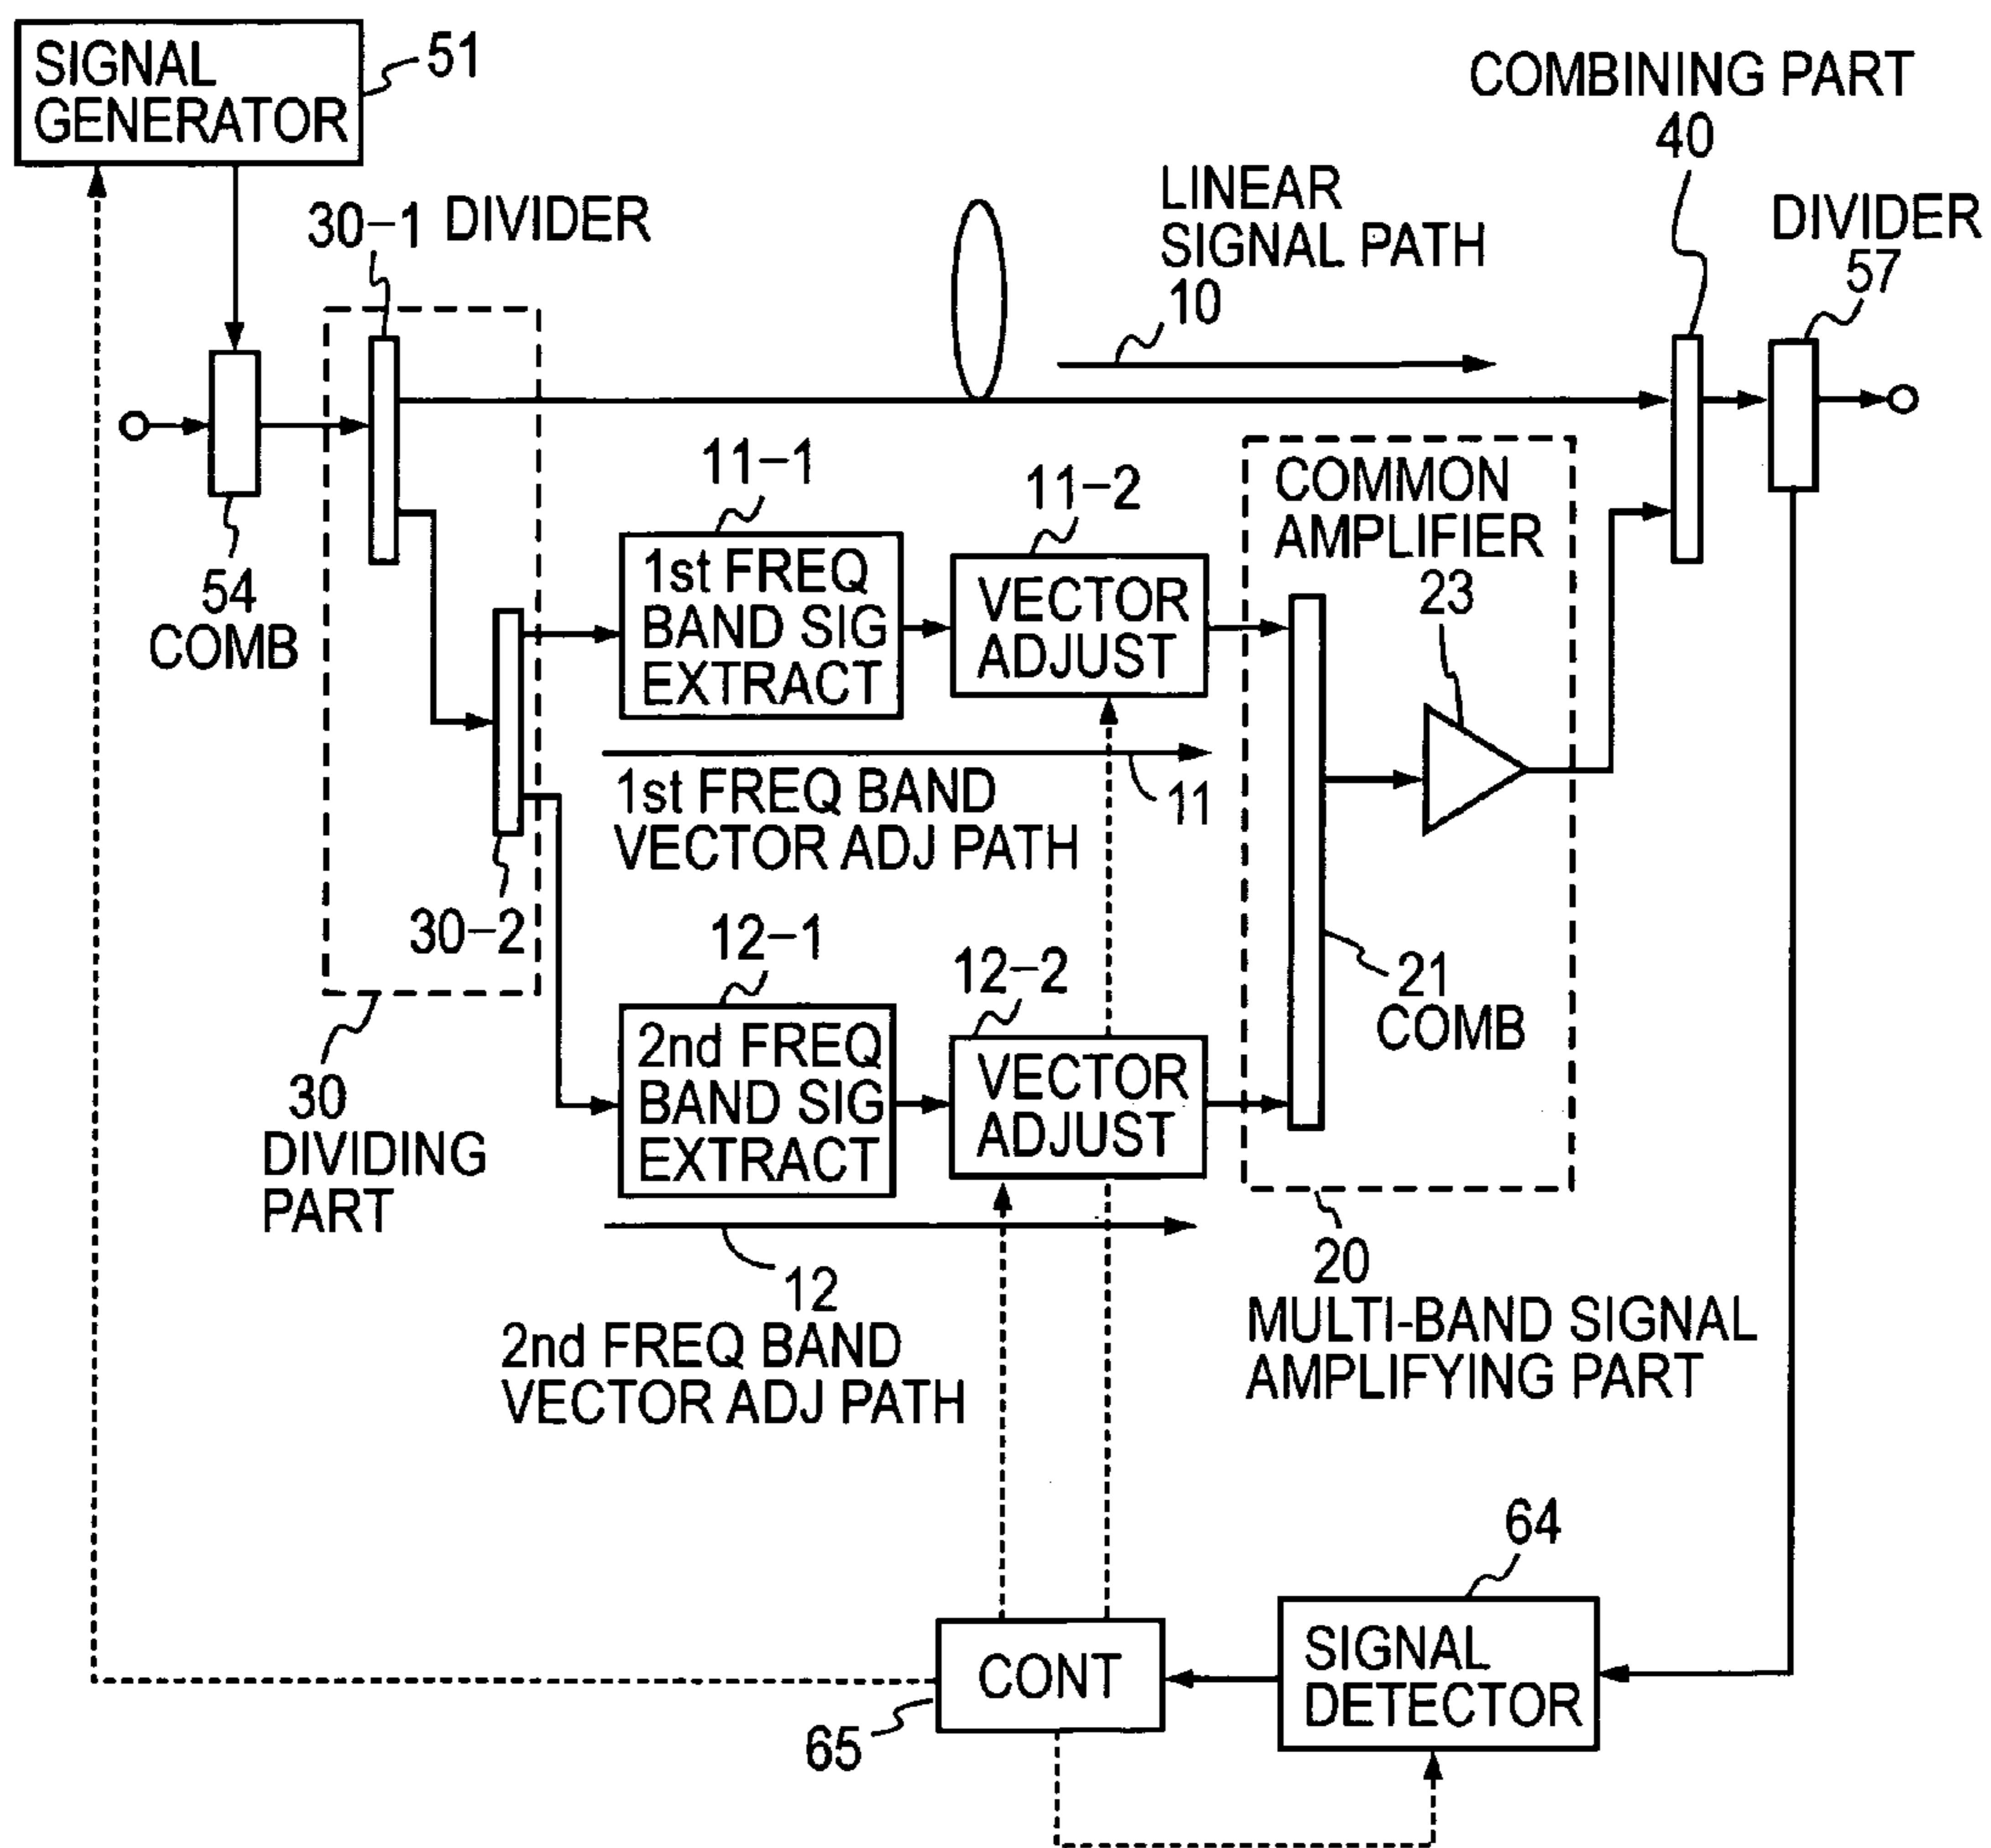 SIGNAL
GENERATOR
51
COMBINING PART
40
30-1 DIVIDER
LINEAR
SIGNAL PATH
10
DIVIDER
57
54
COMB
11-1
11-2
COMMON
AMPLIFIER
23
1st FREQ
BAND SIG
EXTRACT
VECTOR
ADJUST
1st FREQ BAND
VECTOR ADJ PATH
11
30-2
12-1
12-2
21
COMB
2nd FREQ
BAND SIG
EXTRACT
VECTOR
ADJUST
30
DIVIDING
PART
12
2nd FREQ BAND
VECTOR ADJ PATH
20
MULTI-BAND SIGNAL
AMPLIFYING PART
64
CONT
65
SIGNAL
DETECTOR